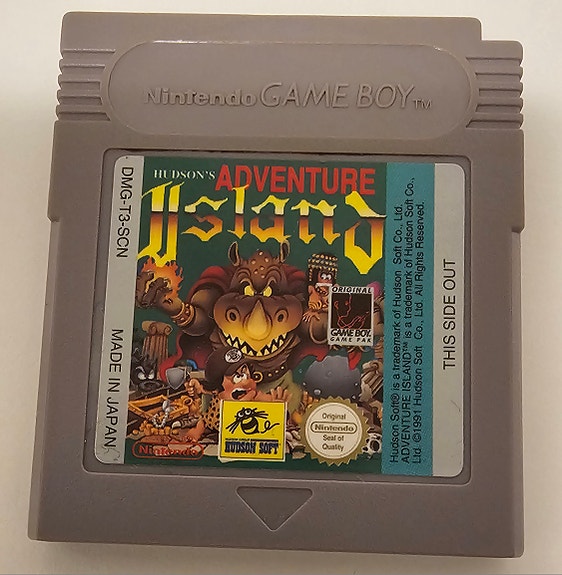 Nintendo GAME BOY TM
HUDSON'S ADVENTURE
Island
DMG-T3-SCN
MADE IN JAPAN
ORIGINAL
GAME BOY
GAME PAK
Nintendo
HUDSON SOFT
Original
Nintendo
Seal of
Quality
Hudson Soft® is a trademark of Hudson Soft Co., Ltd.
ADVENTURE ISLAND™ is a trademark of Hudson Soft Co.,
Ltd. ©1991 Hudson Soft Co., Ltd. All Rights Reserved.
THIS SIDE OUT